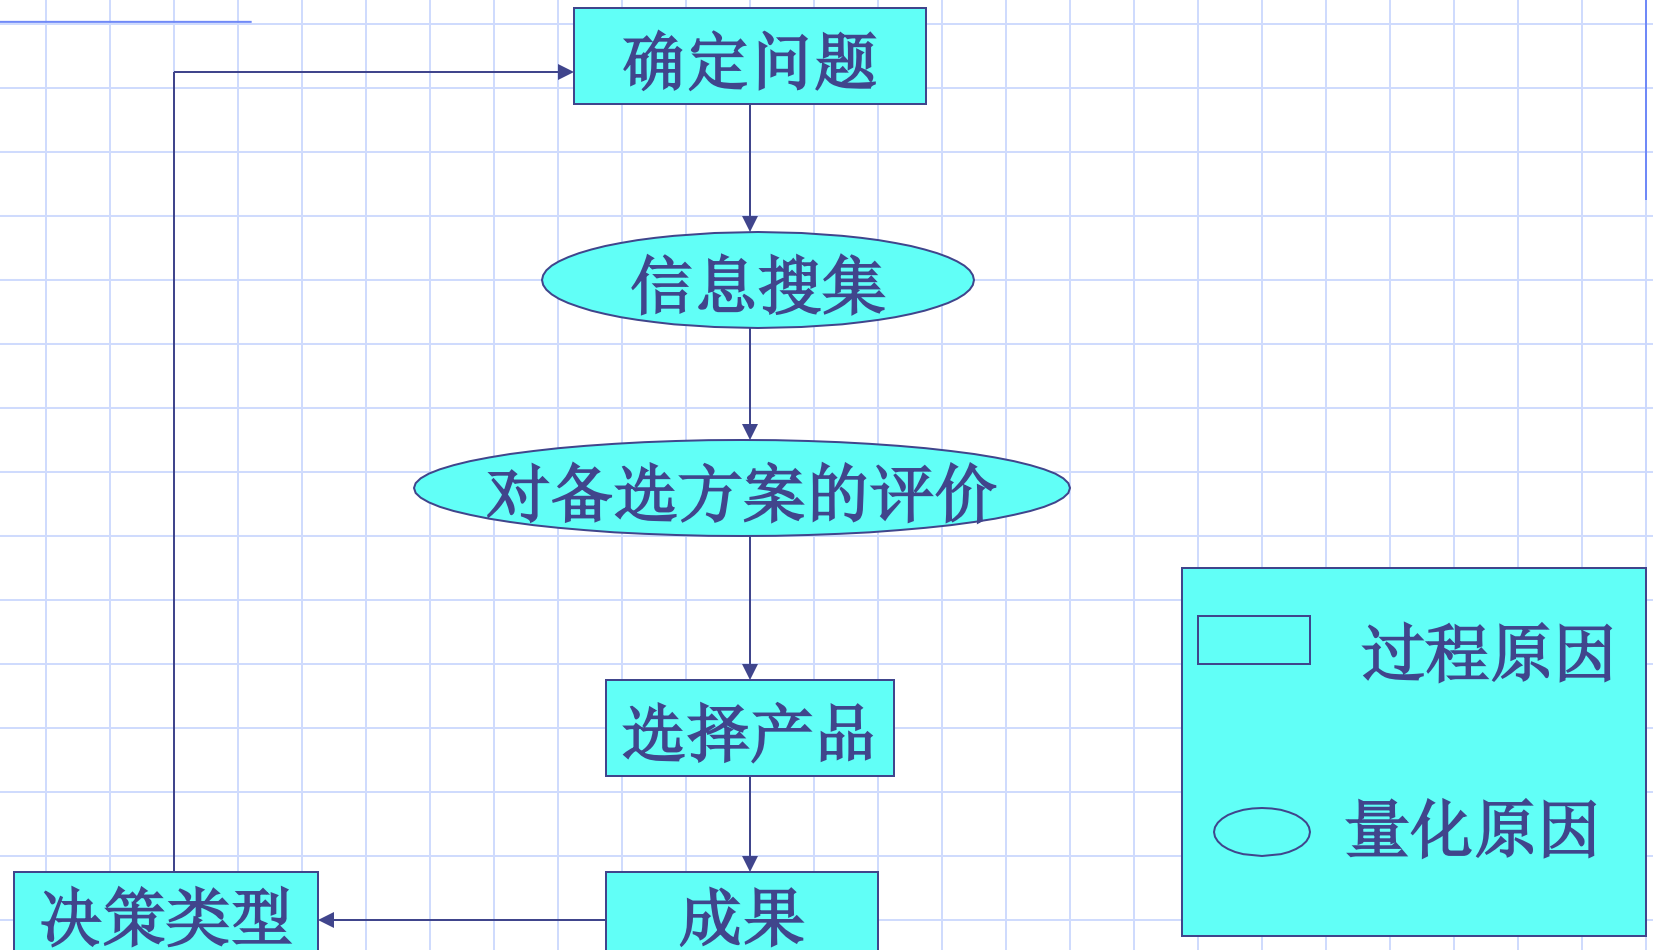 确定问题
信息搜集
对备选方案的评价
选择产品
过程原因
量化原因
决策类型
成果